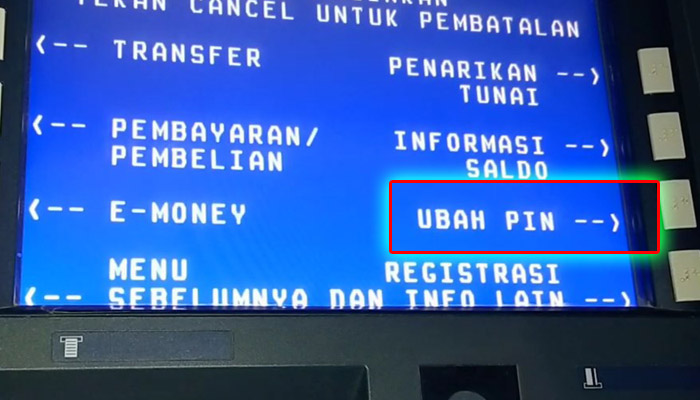 TEKAN CANCEL UNTUK PEMBATALAN
<-- TRANSFER
PENARIKAN -->
TUNAI
<-- PEMBAYARAN/
PEMBELIAN
INFORMASI -->
SALDO
<-- E-MONEY
UBAH PIN -->
MENU
<-- SEBELUMNYA
REGISTRASI
DAN INFO LAIN -->